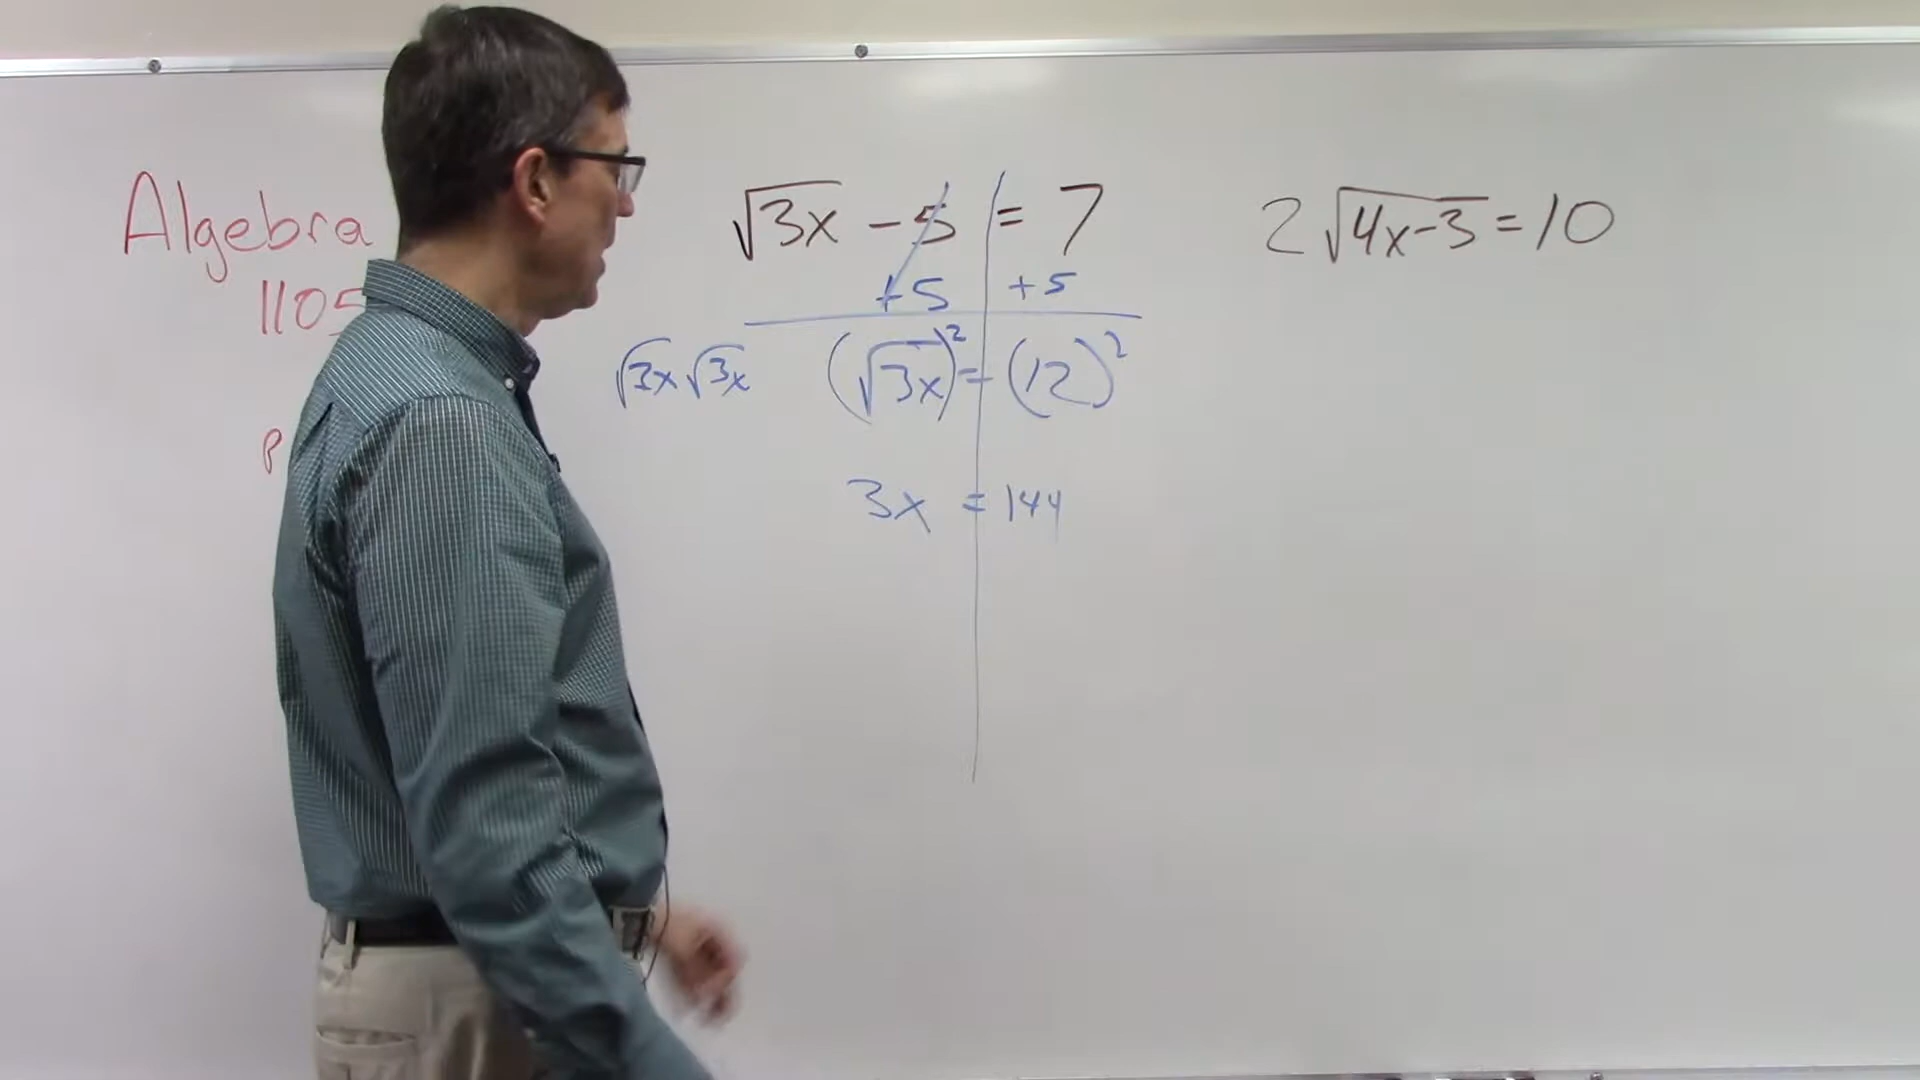 Algebra
1105
P
√3x - 5 = 7
+5 +5
√3x √3x (√3x)² = (12)²
3x = 144
2√4x-3 = 10